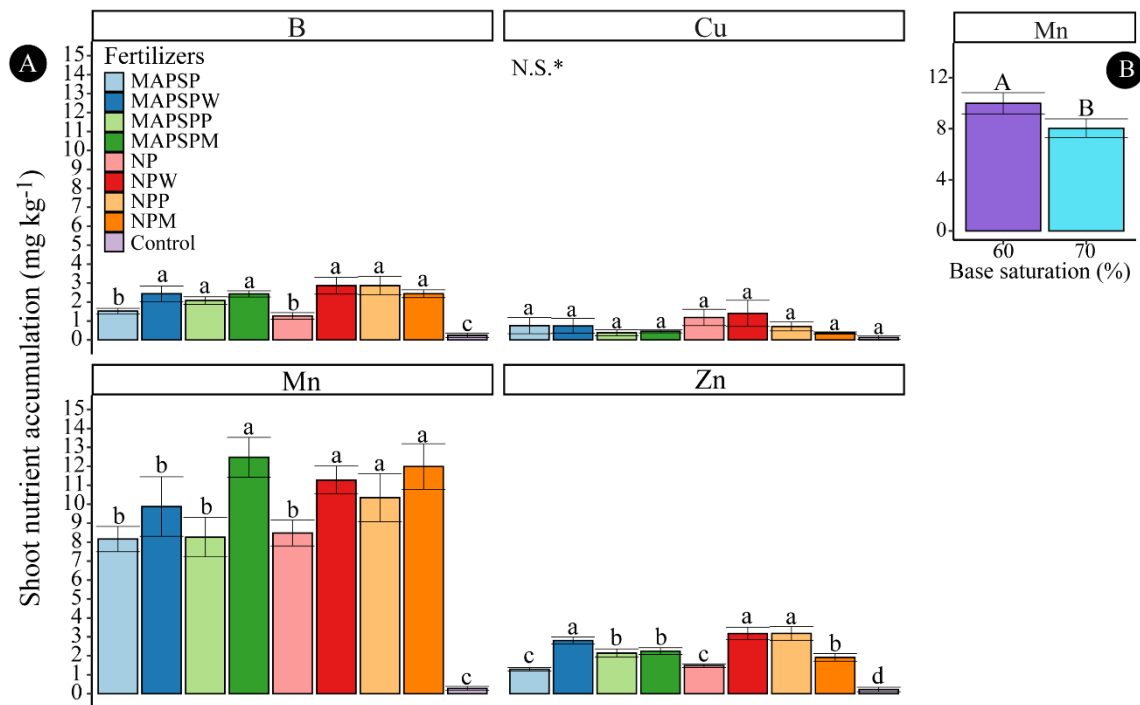 A
B
Cu
Mn
B
Fertilizers
MAPSP
MAPSPW
MAPSPP
MAPSPM
NP
NPW
NPP
NPM
Control
N.S.*
15
14
13
12
11
10
9
8
7
6
5
4
3
2
1
0
b a a a b a a a c
a a a a a a a a a
12
8
4
0
A B
60 70
Base saturation (%)
Shoot nutrient accumulation (mg kg⁻¹)
Mn
Zn
15
14
13
12
11
10
9
8
7
6
5
4
3
2
1
0
b b b a b a a a c
c a b b c a a b d